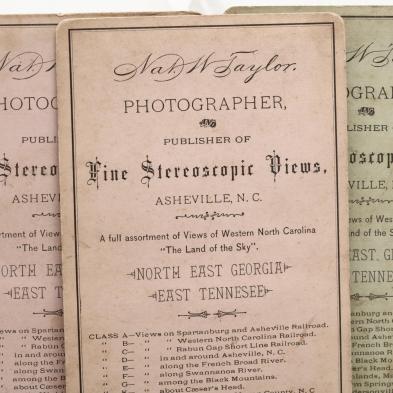 Nat. W. Taylor.
PHOTOGRAPHER,
AND
PUBLISHER OF
Fine Stereoscopic Views,
ASHEVILLE, N. C.
A full assortment of Views of Western North Carolina
"The Land of the Sky".
NORTH EAST GEORGIA
EAST TENNESEE
CLASS A—Views on Spartanburg and Asheville Railroad.
" B— " " Western North Carolina Railroad.
" C— " " Rabun Gap Short Line Railroad.
" D— " in and around Asheville, N. C.
" E— " along the French Broad River.
" F— " along Swannanoa River.
" G— " among the Black Mountains.
" K— " about Cæser's Head.
County, N. C